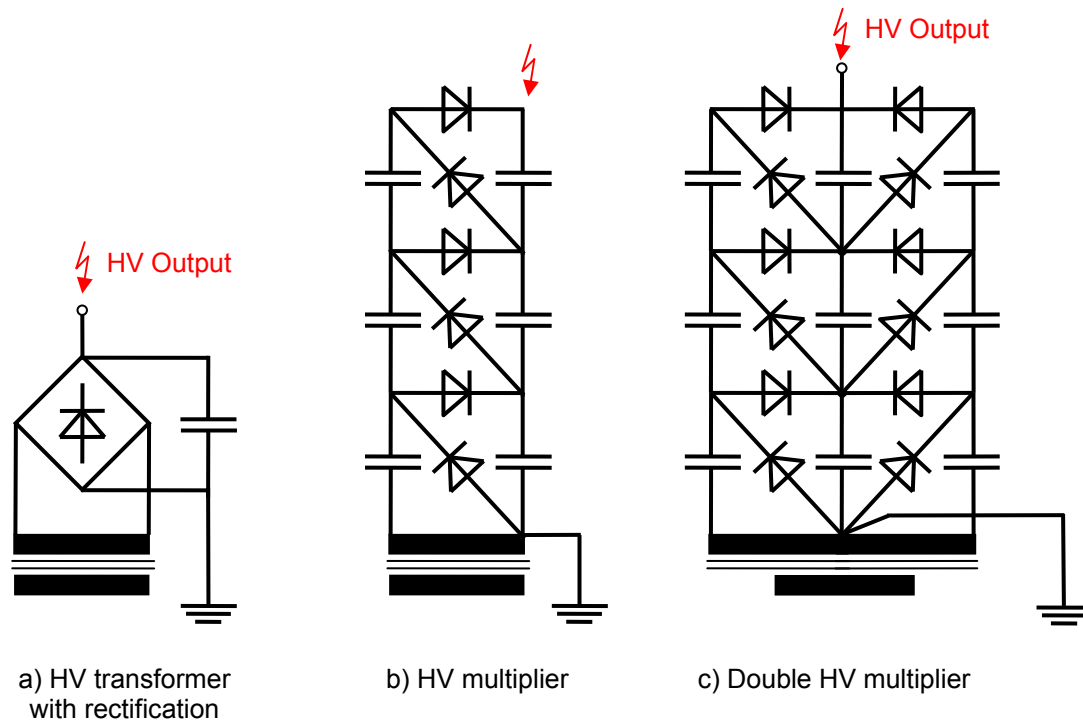 HV Output
HV Output
a) HV transformer
with rectification
b) HV multiplier
c) Double HV multiplier